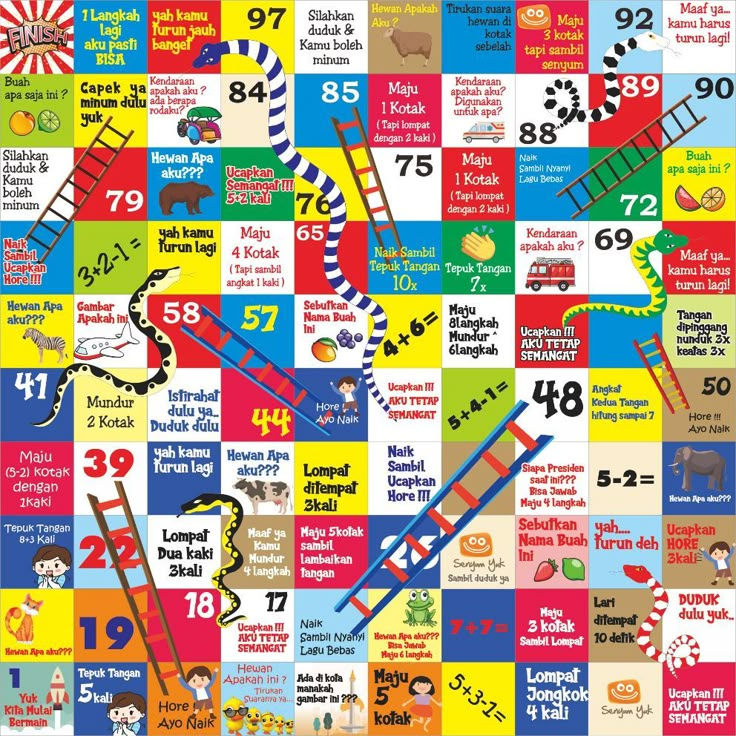 FINISH
1 Langkah
lagi
aku pasti
BISA
yah kamu
turun jauh
banget
97
Silahkan
duduk &
Kamu boleh
minum
Hewan Apakah
Aku ?
Tirukan suara
hewan di
kotak
sebelah
Maju
3 kotak
tapi sambil
senyum
92
Maaf ya...
kamu harus
turun lagi!
Buah
apa saja ini ?
Capek ya
minum dulu
yuk
Kendaraan
apakah aku ?
ada berapa
rodaku?
84
85
Maju
1 Kotak
( Tapi lompat
dengan 2 kaki )
Kendaraan
apakah aku?
Digunakan
untuk apa?
88
89
90
Silahkan
duduk &
Kamu
boleh
minum
79
Hewan Apa
aku???
Ucapkan
Semangat !!!
5+2 kali
76
75
Maju
1 Kotak
( Tapi lompat
dengan 2 kaki )
Naik
Sambil Nyanyi
Lagu Bebas
72
Buah
apa saja ini ?
Naik
Sambil
Ucapkan
Hore !!!
3+2-1=
yah kamu
turun lagi
Maju
4 Kotak
( Tapi sambil
angkat 1 kaki )
65
Naik Sambil
Tepuk Tangan
10x
Tepuk Tangan
7x
Kendaraan
apakah aku ?
69
Maaf ya...
kamu harus
turun lagi!
Hewan Apa
aku???
Gambar
Apakah ini
58
57
Sebutkan
Nama Buah
Ini
4+6=
Maju
8langkah
Mundur
6langkah
Ucapkan !!!
AKU TETAP
SEMANGAT
Tangan
dipinggang
nunduk 3x
keatas 3x
41
Mundur
2 Kotak
Istirahat
dulu ya..
Duduk dulu
44
Hore !!!
Ayo Naik
Ucapkan !!!
AKU TETAP
SEMANGAT
5+4-1=
48
Angkat
Kedua Tangan
hitung sampai 7
50
Hore !!!
Ayo Naik
Maju
(5-2) kotak
dengan
1kaki
39
yah kamu
turun lagi
Hewan Apa
aku???
Lompat
ditempat
3kali
Naik
Sambil
Ucapkan
Hore !!!
Siapa Presiden
saat ini???
Bisa Jawab
Maju 4 langkah
5-2=
Hewan Apa aku???
Tepuk Tangan
8+3 Kali
22
Lompat
Dua kaki
3kali
Maaf ya
Kamu
Mundur
4 langkah
Maju 5kotak
sambil
lambaikan
tangan
26
Senyum Yuk
Sambil duduk ya
Sebutkan
Nama Buah
Ini
yah....
turun deh
Ucapkan
HORE
3kali
Hewan Apa aku???
19
18
17
Ucapkan !!!
AKU TETAP
SEMANGAT
Naik
Sambil Nyanyi
Lagu Bebas
Hewan Apa aku???
Bisa Jawab
Maju 6 langkah
7+7=
Maju
3 kotak
Sambil Lompat
Lari
ditempat
10 detik
DUDUK
dulu yuk..
1
Yuk
Kita Mulai
Bermain
Tepuk Tangan
5kali
Hore !!!
Ayo Naik
Hewan
Apakah ini ?
Tirukan
Suaranya ya...
Ada di kota
manakah
gambar ini ???
Maju
5
kotak
5+3-1=
Lompat
Jongkok
4 kali
Senyum Yuk
Ucapkan !!!
AKU TETAP
SEMANGAT